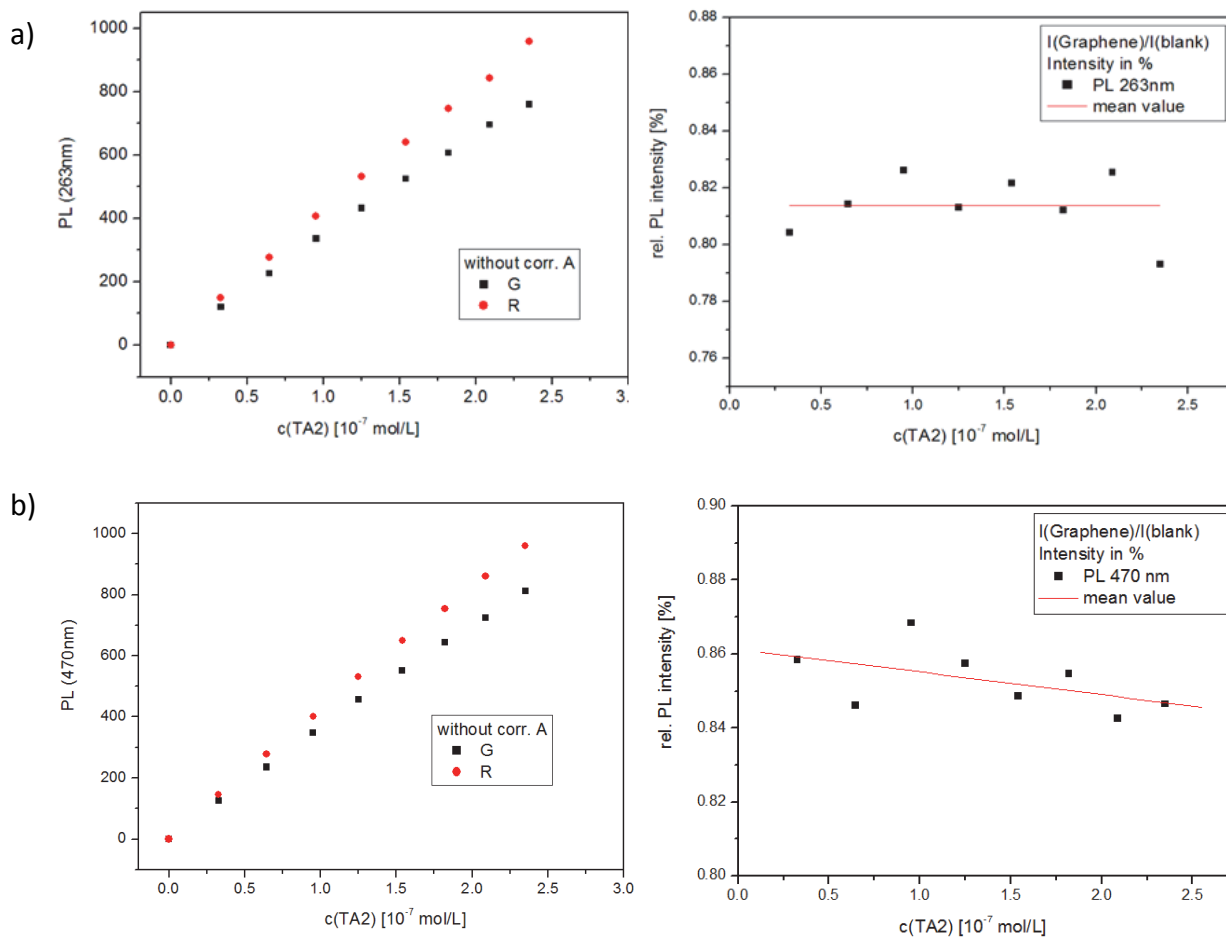 a)
1000
800
600
400
200
0
PL (263nm)
without corr. A
G
R
0.0 0.5 1.0 1.5 2.0 2.5 3.
c(TA2) [10⁻⁷ mol/L]
0.88
0.86
0.84
0.82
0.80
0.78
0.76
rel. PL intensity [%]
I(Graphene)/I(blank)
Intensity in %
PL 263nm
mean value
0.0 0.5 1.0 1.5 2.0 2.5
c(TA2) [10⁻⁷ mol/L]
b)
1000
800
600
400
200
0
PL (470nm)
without corr. A
G
R
0.0 0.5 1.0 1.5 2.0 2.5 3.0
c(TA2) [10⁻⁷ mol/L]
0.90
0.88
0.86
0.84
0.82
0.80
rel. PL intensity [%]
I(Graphene)/I(blank)
Intensity in %
PL 470 nm
mean value
0.0 0.5 1.0 1.5 2.0 2.5
c(TA2) [10⁻⁷ mol/L]